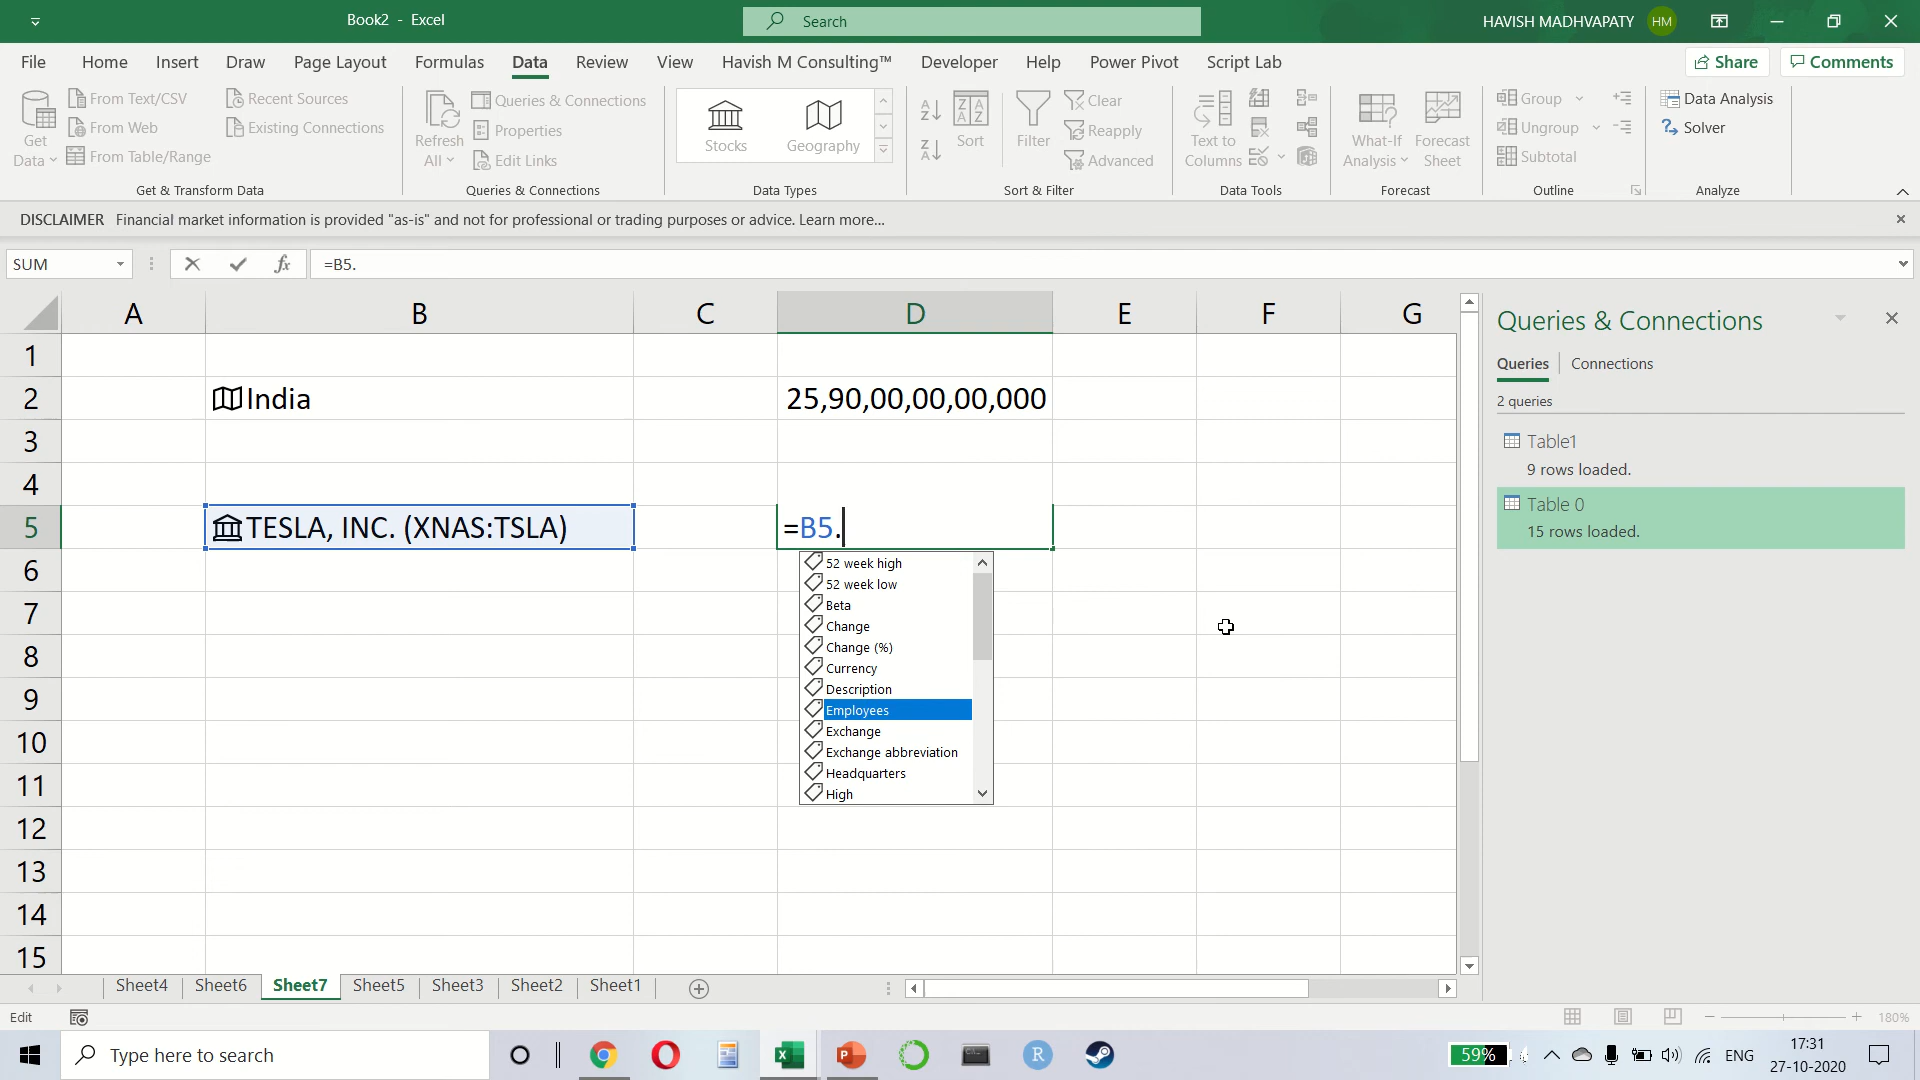 Book2 - Excel
Search
HAVISH MADHVAPATY
HM
File
Home
Insert
Draw
Page Layout
Formulas
Data
Review
View
Havish M Consulting™
Developer
Help
Power Pivot
Script Lab
Share
Comments
Get
Data
From Text/CSV
From Web
From Table/Range
Recent Sources
Existing Connections
Get & Transform Data
Refresh
All
Queries & Connections
Properties
Edit Links
Queries & Connections
Stocks
Geography
Data Types
Sort
Filter
Clear
Reapply
Advanced
Sort & Filter
Text to
Columns
Data Tools
What-If
Analysis
Forecast
Sheet
Forecast
Group
Ungroup
Subtotal
Outline
Data Analysis
Solver
Analyze
DISCLAIMER Financial market information is provided "as-is" and not for professional or trading purposes or advice. Learn more...
SUM
fx
=B5.
A
B
C
D
E
F
G
1
2
India
25,90,00,00,00,000
3
4
5
TESLA, INC. (XNAS:TSLA)
=B5.
52 week high
52 week low
Beta
Change
Change (%)
Currency
Description
Employees
Exchange
Exchange abbreviation
Headquarters
High
6
7
8
9
10
11
12
13
14
15
Queries & Connections
Queries
Connections
2 queries
Table1
9 rows loaded.
Table 0
15 rows loaded.
Sheet4
Sheet6
Sheet7
Sheet5
Sheet3
Sheet2
Sheet1
Edit
180%
Type here to search
59%
ENG
17:31
27-10-2020